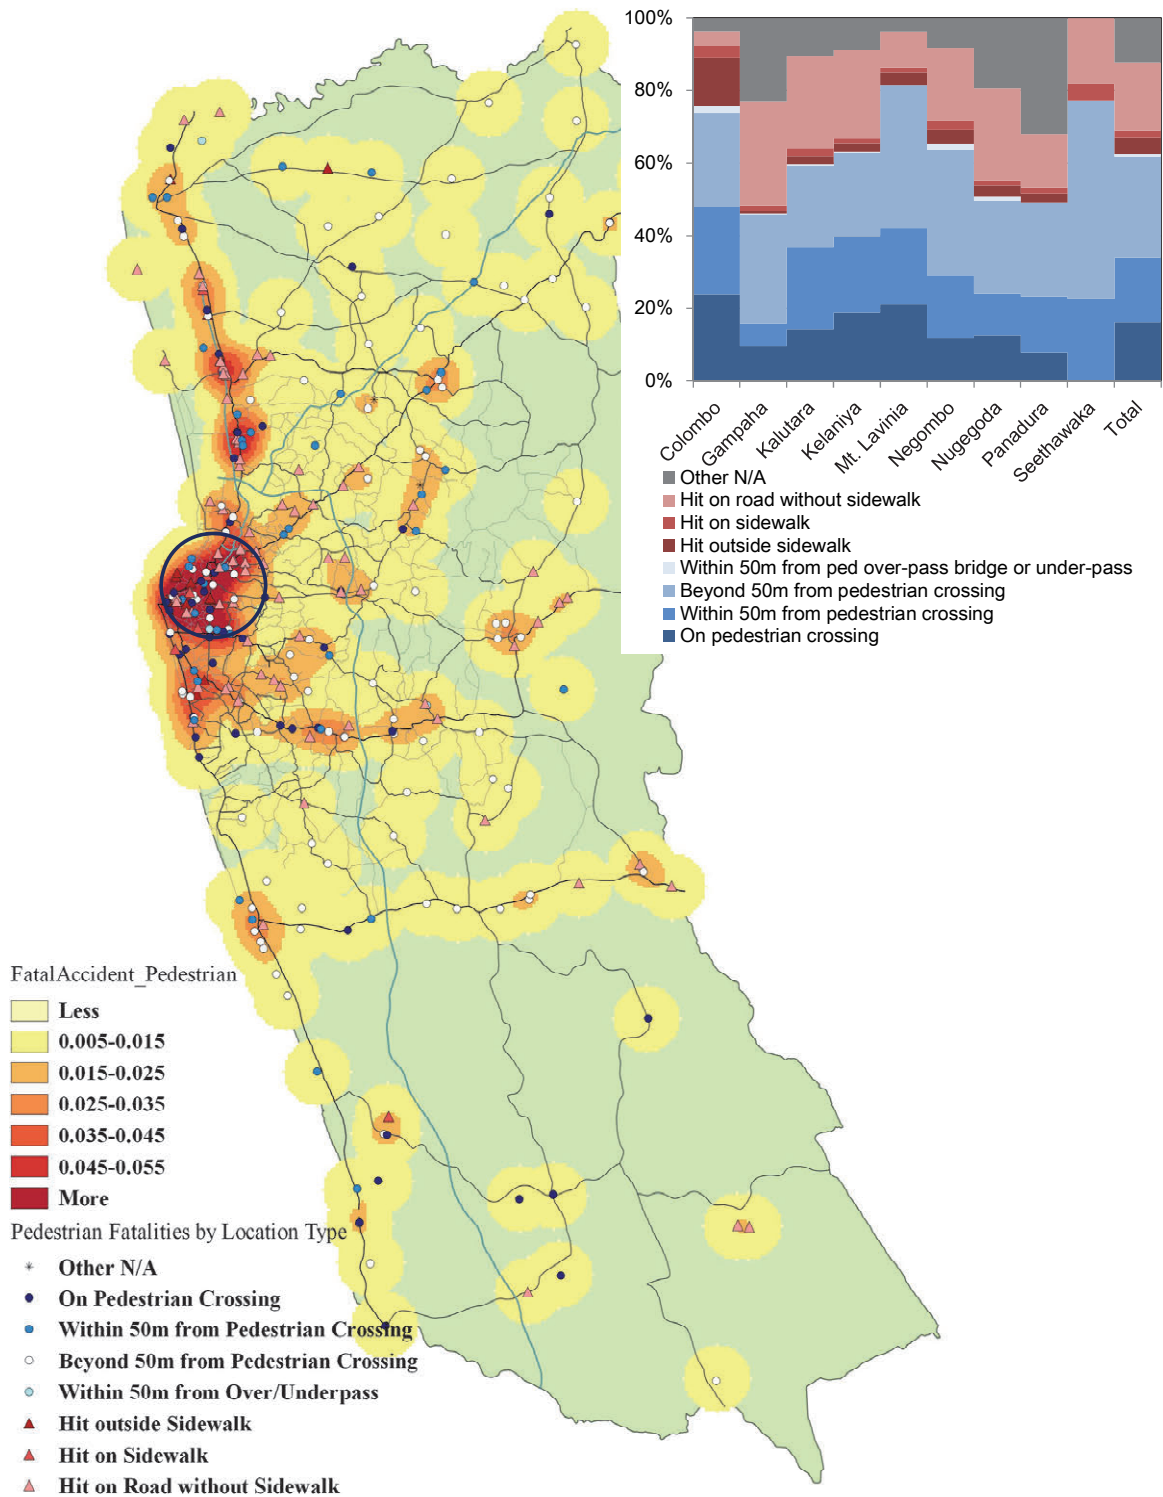 100%
80%
60%
40%
20%
0%
Colombo
Gampaha
Kalutara
Kelaniya
Mt. Lavinia
Negombo
Nugegoda
Panadura
Seethawaka
Total
Other N/A
Hit on road without sidewalk
Hit on sidewalk
Hit outside sidewalk
Within 50m from ped over-pass bridge or under-pass
Beyond 50m from pedestrian crossing
Within 50m from pedestrian crossing
On pedestrian crossing
FatalAccident_Pedestrian
Less
0.005-0.015
0.015-0.025
0.025-0.035
0.035-0.045
0.045-0.055
More
Pedestrian Fatalities by Location Type
Other N/A
On Pedestrian Crossing
Within 50m from Pedestrian Crossing
Beyond 50m from Pedestrian Crossing
Within 50m from Over/Underpass
Hit outside Sidewalk
Hit on Sidewalk
Hit on Road without Sidewalk